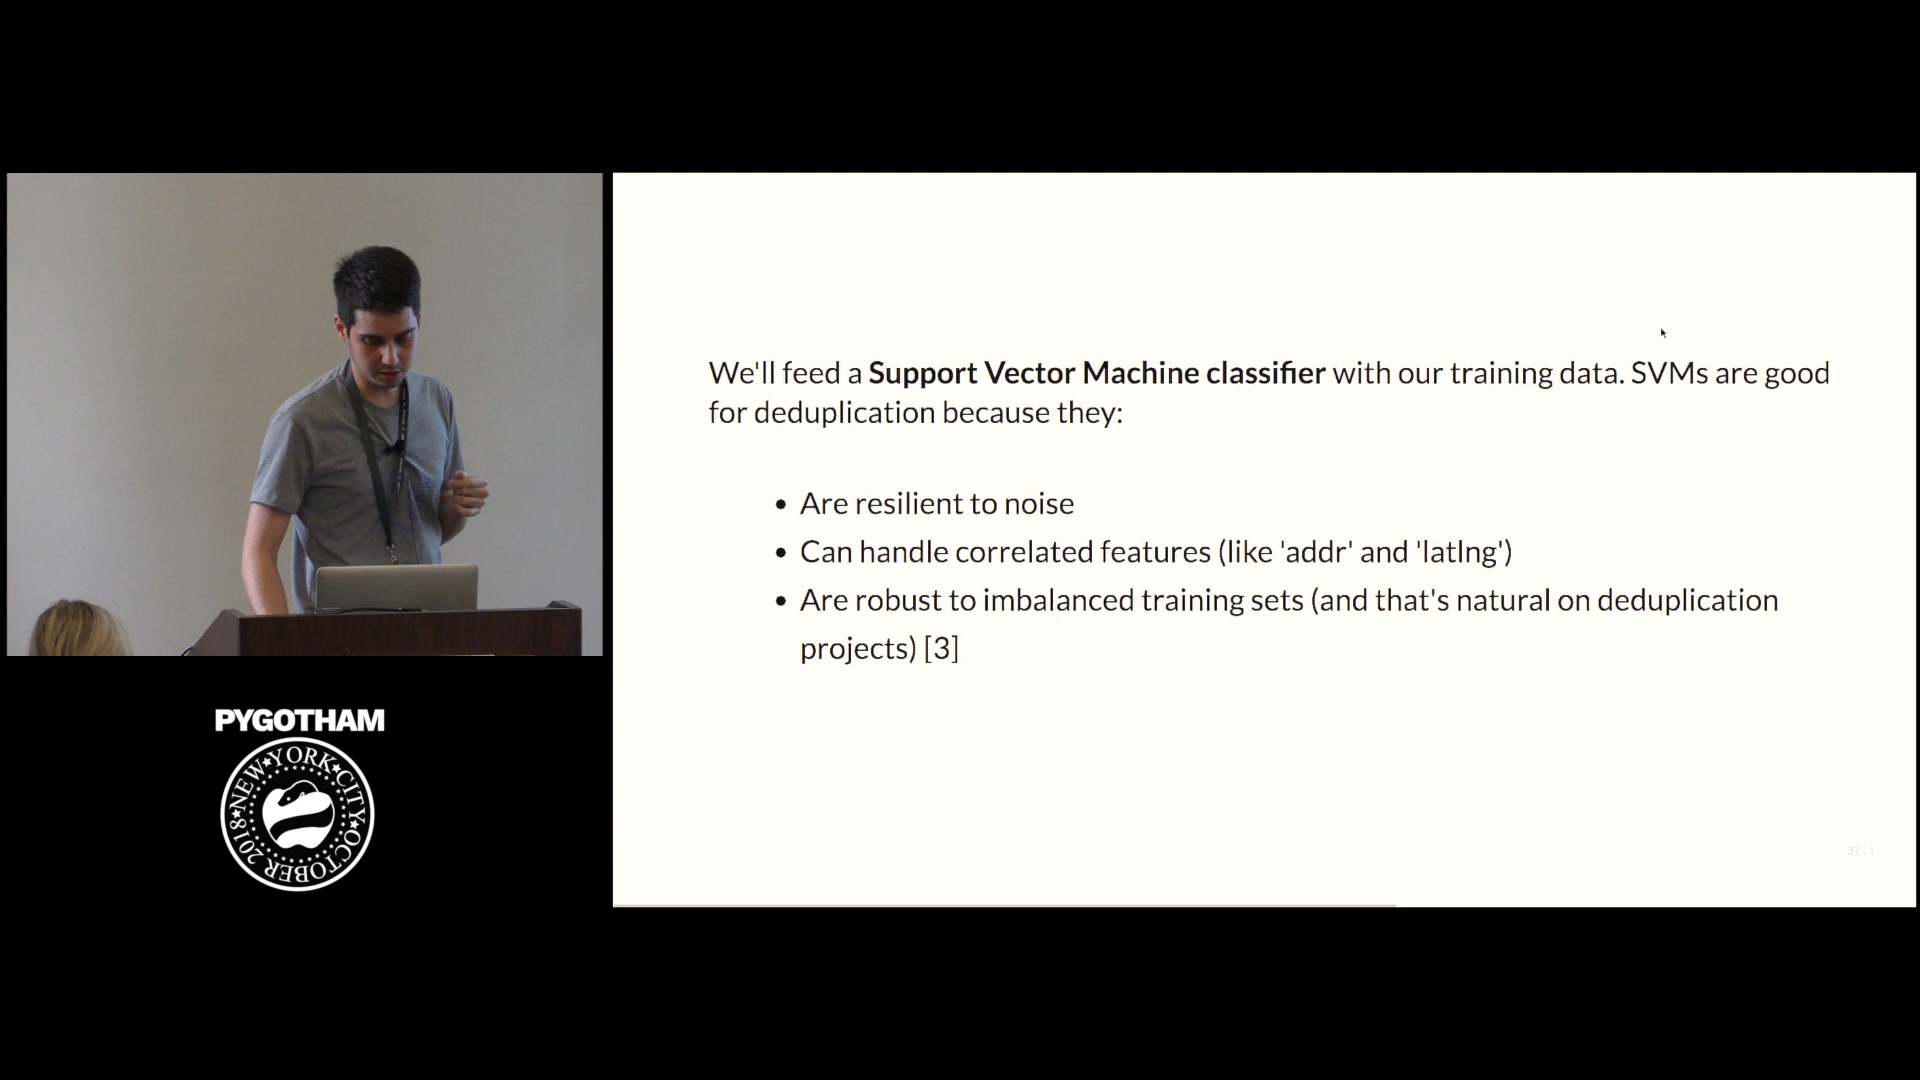 We'll feed a Support Vector Machine classifier with our training data. SVMs are good
for deduplication because they:
• Are resilient to noise
• Can handle correlated features (like 'addr' and 'latlng')
• Are robust to imbalanced training sets (and that's natural on deduplication
projects) [3]
37.1
PYGOTHAM
NEW★YORK★CITY★OCTOBER 2018★